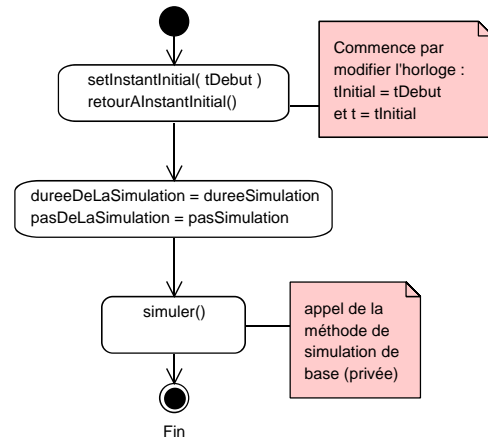 setInstantInitial( tDebut )
retourAInstantInitial()
Commence par
modifier l'horloge :
tInitial = tDebut
et t = tInitial
dureeDeLaSimulation = dureeSimulation
pasDeLaSimulation = pasSimulation
simuler()
appel de la
méthode de
simulation de
base (privée)
Fin